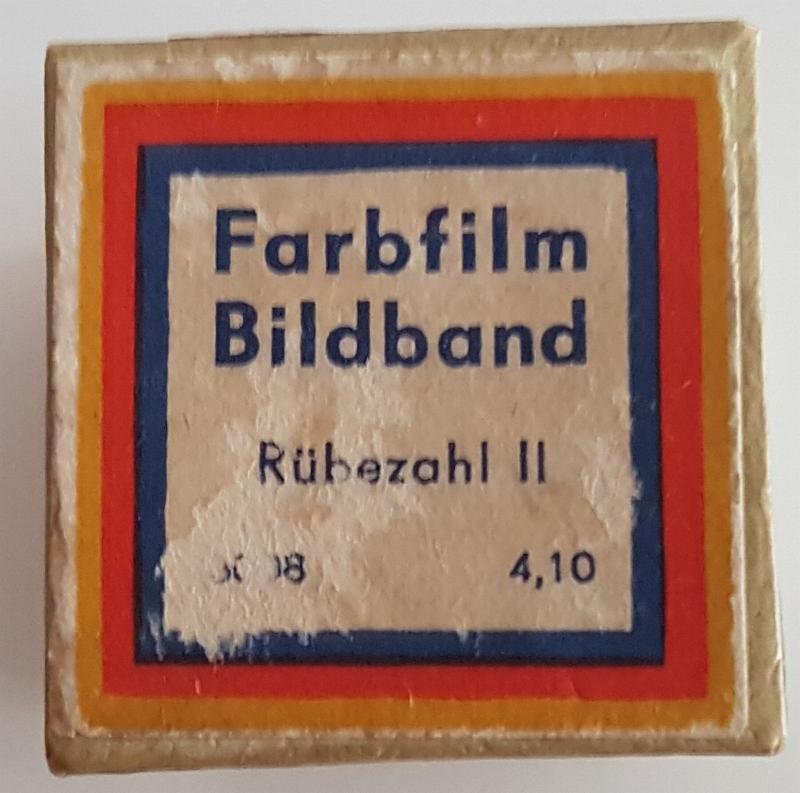 Farbfilm
Bildband
Rübezahl II
4,10